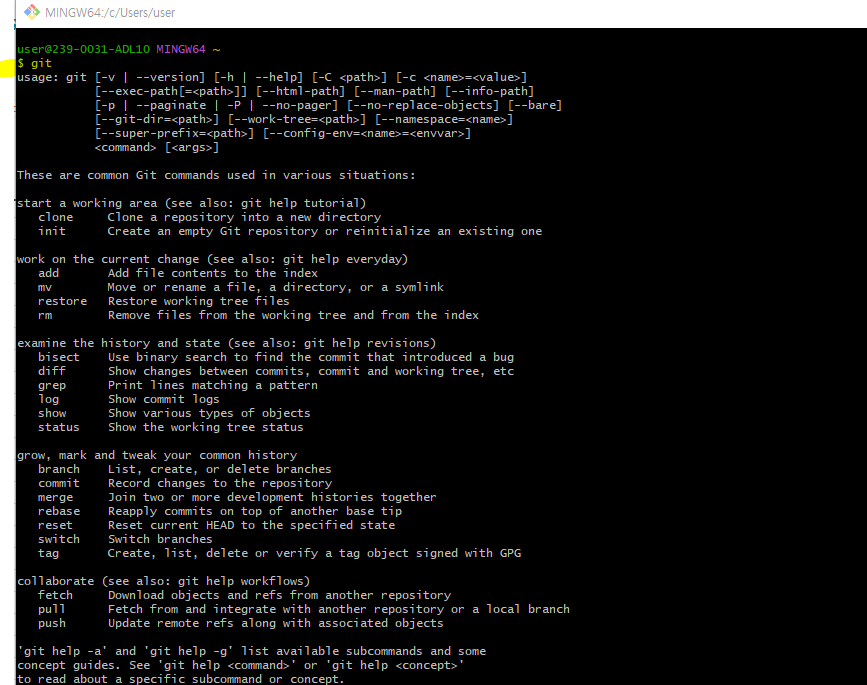 MINGW64:/c/Users/user
user@239-0031-ADL10 MINGW64 ~
$ git
usage: git [-v | --version] [-h | --help] [-C <path>] [-c <name>=<value>]
           [--exec-path[=<path>]] [--html-path] [--man-path] [--info-path]
           [-p | --paginate | -P | --no-pager] [--no-replace-objects] [--bare]
           [--git-dir=<path>] [--work-tree=<path>] [--namespace=<name>]
           [--super-prefix=<path>] [--config-env=<name>=<envvar>]
           <command> [<args>]
These are common Git commands used in various situations:
start a working area (see also: git help tutorial)
   clone     Clone a repository into a new directory
   init      Create an empty Git repository or reinitialize an existing one
work on the current change (see also: git help everyday)
   add       Add file contents to the index
   mv        Move or rename a file, a directory, or a symlink
   restore   Restore working tree files
   rm        Remove files from the working tree and from the index
examine the history and state (see also: git help revisions)
   bisect    Use binary search to find the commit that introduced a bug
   diff      Show changes between commits, commit and working tree, etc
   grep      Print lines matching a pattern
   log       Show commit logs
   show      Show various types of objects
   status    Show the working tree status
grow, mark and tweak your common history
   branch    List, create, or delete branches
   commit    Record changes to the repository
   merge     Join two or more development histories together
   rebase    Reapply commits on top of another base tip
   reset     Reset current HEAD to the specified state
   switch    Switch branches
   tag       Create, list, delete or verify a tag object signed with GPG
collaborate (see also: git help workflows)
   fetch     Download objects and refs from another repository
   pull      Fetch from and integrate with another repository or a local branch
   push      Update remote refs along with associated objects
'git help -a' and 'git help -g' list available subcommands and some
concept guides. See 'git help <command>' or 'git help <concept>'
to read about a specific subcommand or concept.